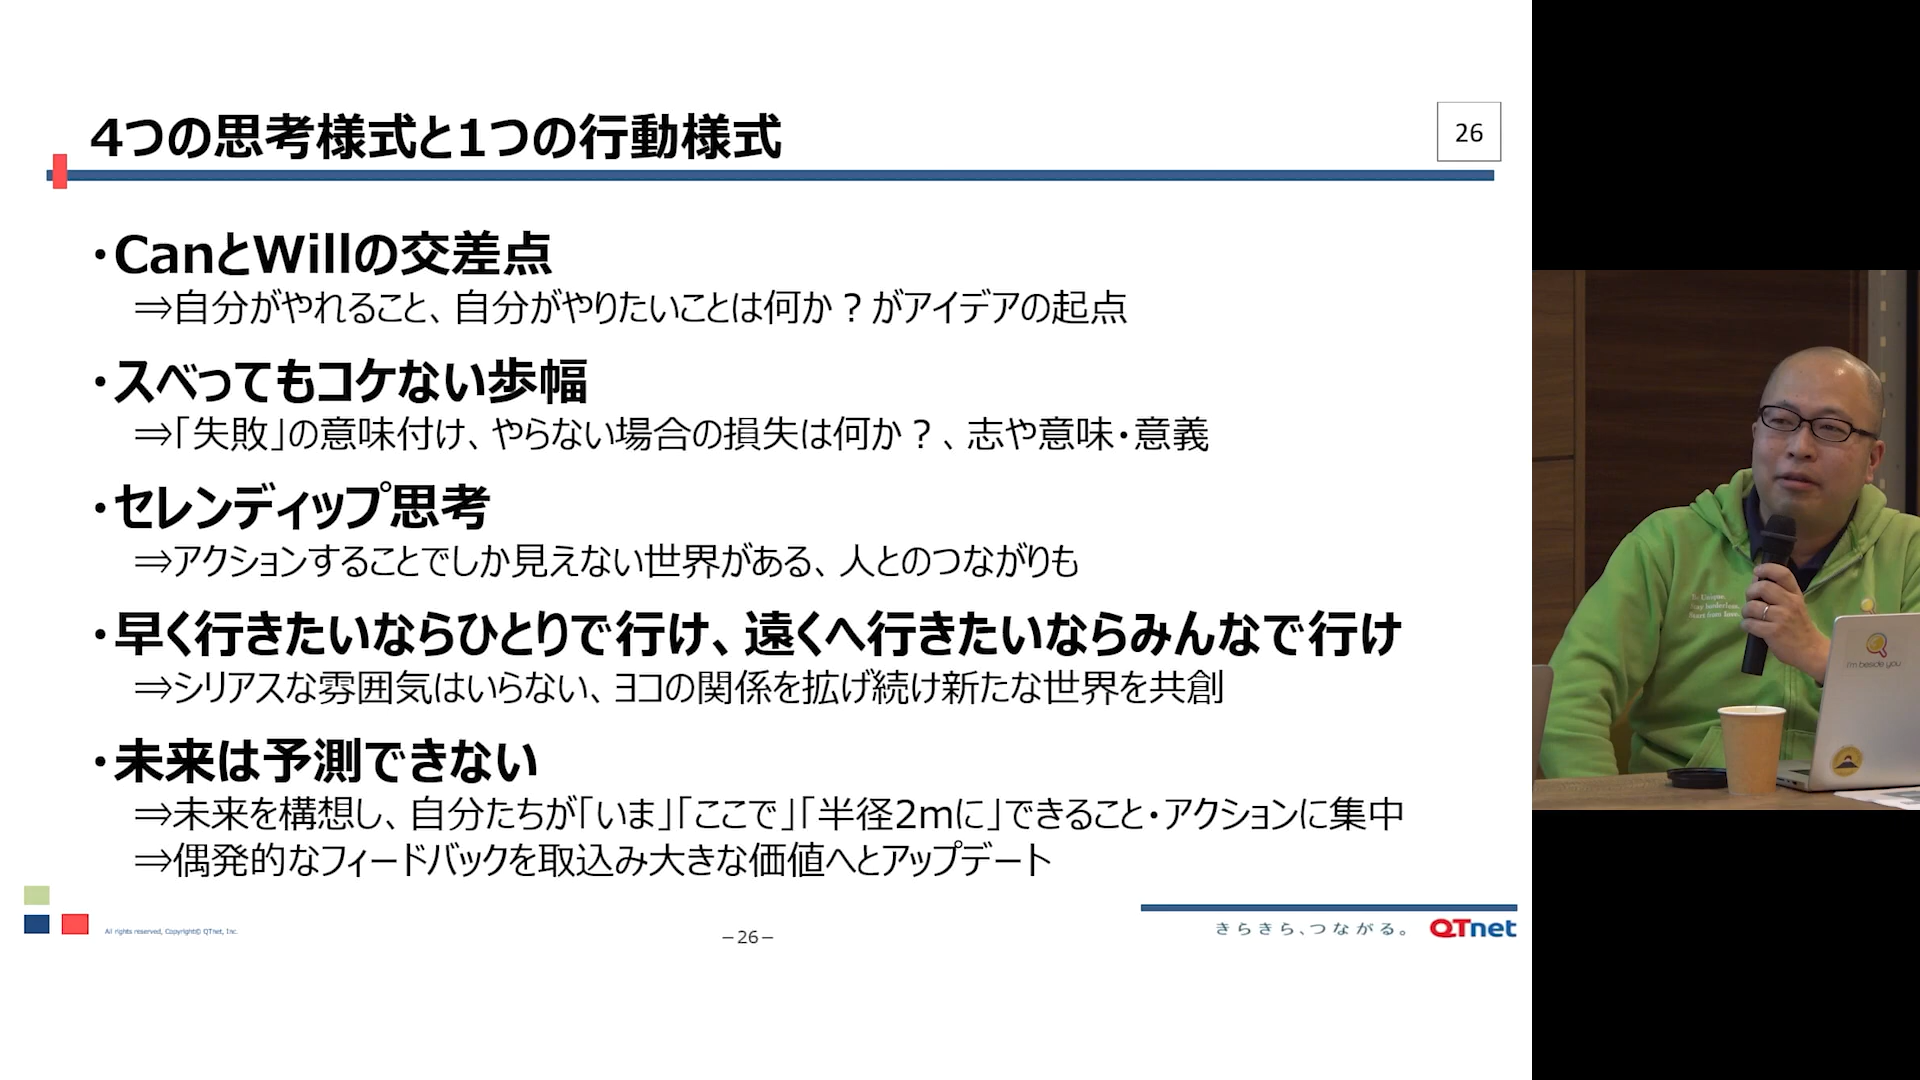 4つの思考様式と1つの行動様式
26
・CanとWillの交差点
⇒自分がやれること、自分がやりたいことは何か？がアイデアの起点
・スベってもコケない歩幅
⇒「失敗」の意味付け、やらない場合の損失は何か？、志や意味・意義
・セレンディップ思考
⇒アクションすることでしか見えない世界がある、人とのつながりも
・早く行きたいならひとりで行け、遠くへ行きたいならみんなで行け
⇒シリアスな雰囲気はいらない、ヨコの関係を拡げ続け新たな世界を共創
・未来は予測できない
⇒未来を構想し、自分たちが「いま」「ここで」「半径2mに」できること・アクションに集中
⇒偶発的なフィードバックを取込み大きな価値へとアップデート
All rights reserved, Copyright© QTnet, Inc.
－26－
きらきら、つながる。
QTnet
I'm beside you